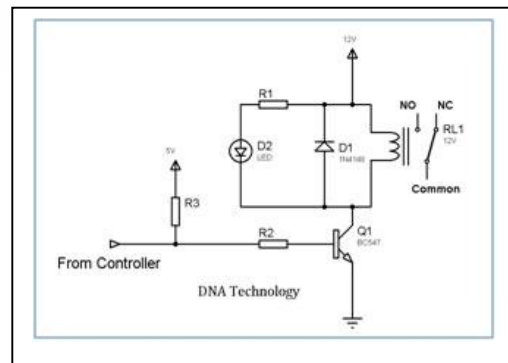 12V
R1
NO NC
RL1
12V
D2
LED
D1
1N4148
5V
Common
R3
Q1
BC547
R2
From Controller
DNA Technology